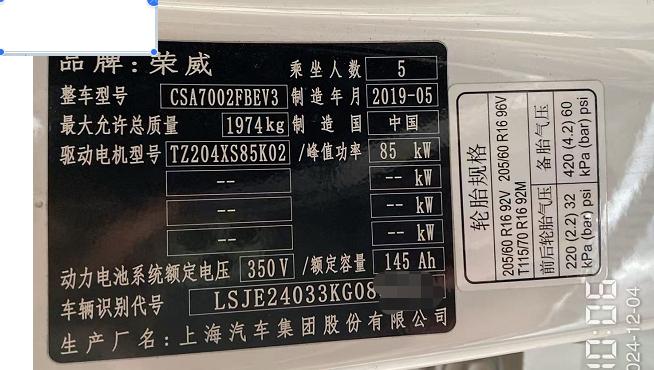 品牌:荣威 乘坐人数 5
整车型号 CSA7002FBEV3 制造年月 2019-05
最大允许总质量 1974kg 制造国 中国
驱动电机型号 TZ204XS85K02 /峰值功率 85 kW
-- -- kW
-- -- kW
-- -- kW
动力电池系统额定电压 350V /额定容量 145 Ah
车辆识别代号 LSJE24033KG08
生产厂名:上海汽车集团股份有限公司
轮胎规格
205/60 R16 92V 205/60 R16 96V
T115/70 R16 92M
前后轮胎气压 备胎气压
220 (2.2) 32 420 (4.2) 60
kPa (bar) psi kPa (bar) psi
10:06
024-12-04